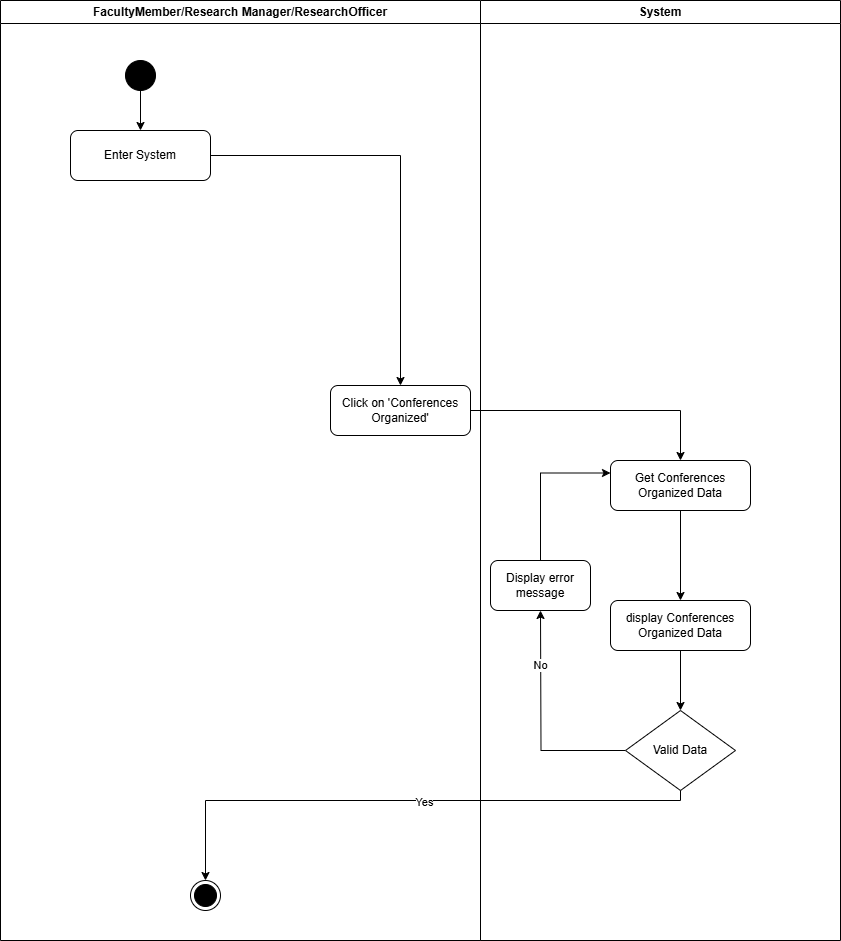 FacultyMember/Research Manager/ResearchOfficer
System
Enter System
Click on 'Conferences
Organized'
Get Conferences
Organized Data
Display error
message
display Conferences
Organized Data
No
Valid Data
Yes